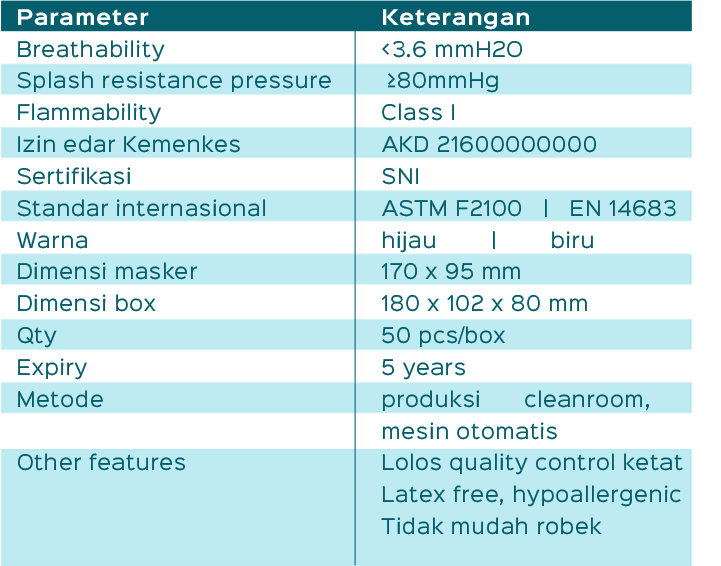 Parameter Keterangan
Breathability <3.6 mmH2O
Splash resistance pressure ≥80mmHg
Flammability Class I
Izin edar Kemenkes AKD 21600000000
Sertifikasi SNI
Standar internasional ASTM F2100 | EN 14683
Warna hijau | biru
Dimensi masker 170 x 95 mm
Dimensi box 180 x 102 x 80 mm
Qty 50 pcs/box
Expiry 5 years
Metode produksi cleanroom,
mesin otomatis
Other features Lolos quality control ketat
Latex free, hypoallergenic
Tidak mudah robek